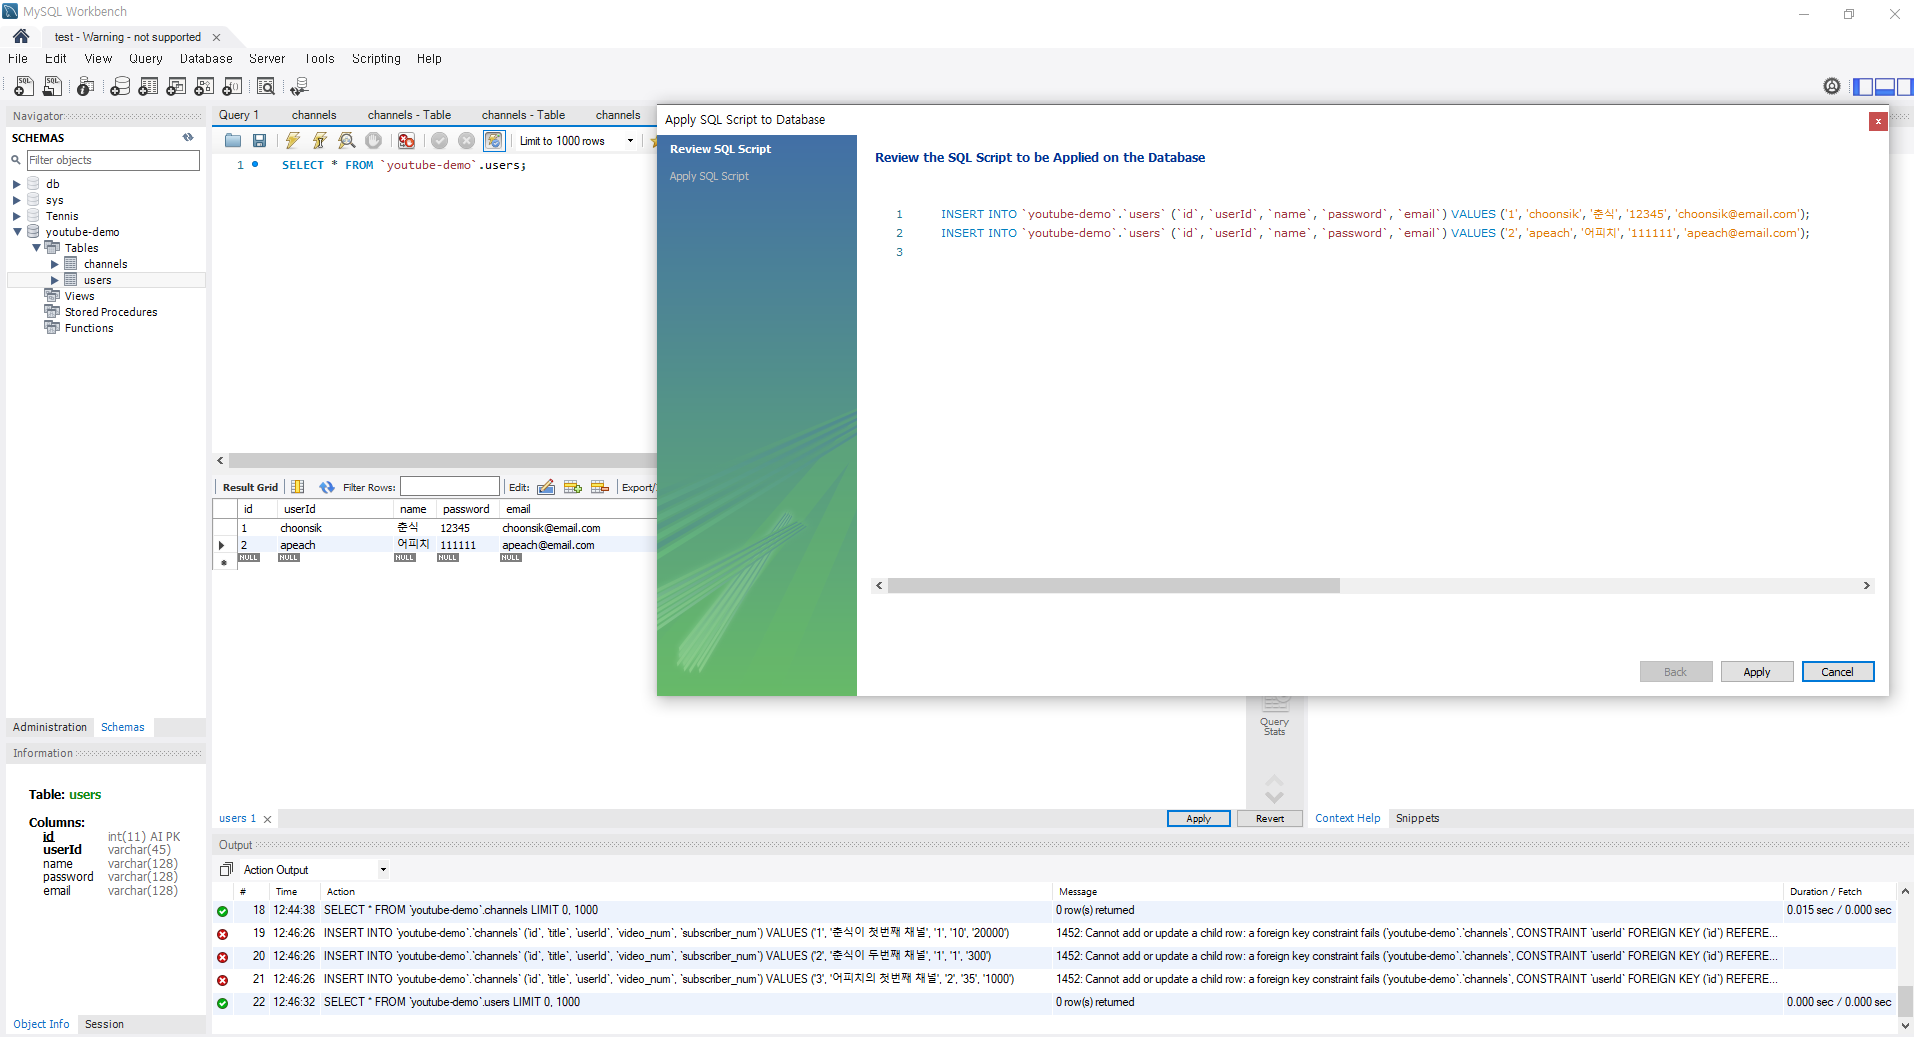 MySQL Workbench
test - Warning - not supported
File Edit View Query Database Server Tools Scripting Help
Navigator
SCHEMAS
Filter objects
db
sys
Tennis
youtube-demo
Tables
channels
users
Views
Stored Procedures
Functions
Administration Schemas
Information
Table: users
Columns:
id int(11) AI PK
userId varchar(45)
name varchar(128)
password varchar(128)
email varchar(128)
Object Info Session
Query 1 channels channels - Table channels - Table channels
Limit to 1000 rows
1 SELECT * FROM `youtube-demo`.users;
Result Grid Filter Rows: Edit: Export/
id userId name password email
1 choonsik 춘식 12345 choonsik@email.com
2 apeach 어피치 111111 apeach@email.com
NULL NULL NULL NULL NULL
Apply SQL Script to Database
Review SQL Script
Apply SQL Script
Review the SQL Script to be Applied on the Database
1 INSERT INTO `youtube-demo`.`users` (`id`, `userId`, `name`, `password`, `email`) VALUES ('1', 'choonsik', '춘식', '12345', 'choonsik@email.com');
2 INSERT INTO `youtube-demo`.`users` (`id`, `userId`, `name`, `password`, `email`) VALUES ('2', 'apeach', '어피치', '111111', 'apeach@email.com');
3
Back Apply Cancel
Query
Stats
users 1 Apply Revert Context Help Snippets
Output
Action Output
# Time Action Message Duration / Fetch
18 12:44:38 SELECT * FROM `youtube-demo`.channels LIMIT 0, 1000 0 row(s) returned 0.015 sec / 0.000 sec
19 12:46:26 INSERT INTO `youtube-demo`.`channels` (`id`, `title`, `userId`, `video_num`, `subscriber_num`) VALUES ('1', '춘식이 첫번째 채널', '1', '10', '20000') 1452: Cannot add or update a child row: a foreign key constraint fails (`youtube-demo`.`channels`, CONSTRAINT `userId` FOREIGN KEY (`id`) REFERE...
20 12:46:26 INSERT INTO `youtube-demo`.`channels` (`id`, `title`, `userId`, `video_num`, `subscriber_num`) VALUES ('2', '춘식이 두번째 채널', '1', '1', '300') 1452: Cannot add or update a child row: a foreign key constraint fails (`youtube-demo`.`channels`, CONSTRAINT `userId` FOREIGN KEY (`id`) REFERE...
21 12:46:26 INSERT INTO `youtube-demo`.`channels` (`id`, `title`, `userId`, `video_num`, `subscriber_num`) VALUES ('3', '어피치의 첫번째 채널', '2', '35', '1000') 1452: Cannot add or update a child row: a foreign key constraint fails (`youtube-demo`.`channels`, CONSTRAINT `userId` FOREIGN KEY (`id`) REFERE...
22 12:46:32 SELECT * FROM `youtube-demo`.users LIMIT 0, 1000 0 row(s) returned 0.000 sec / 0.000 sec